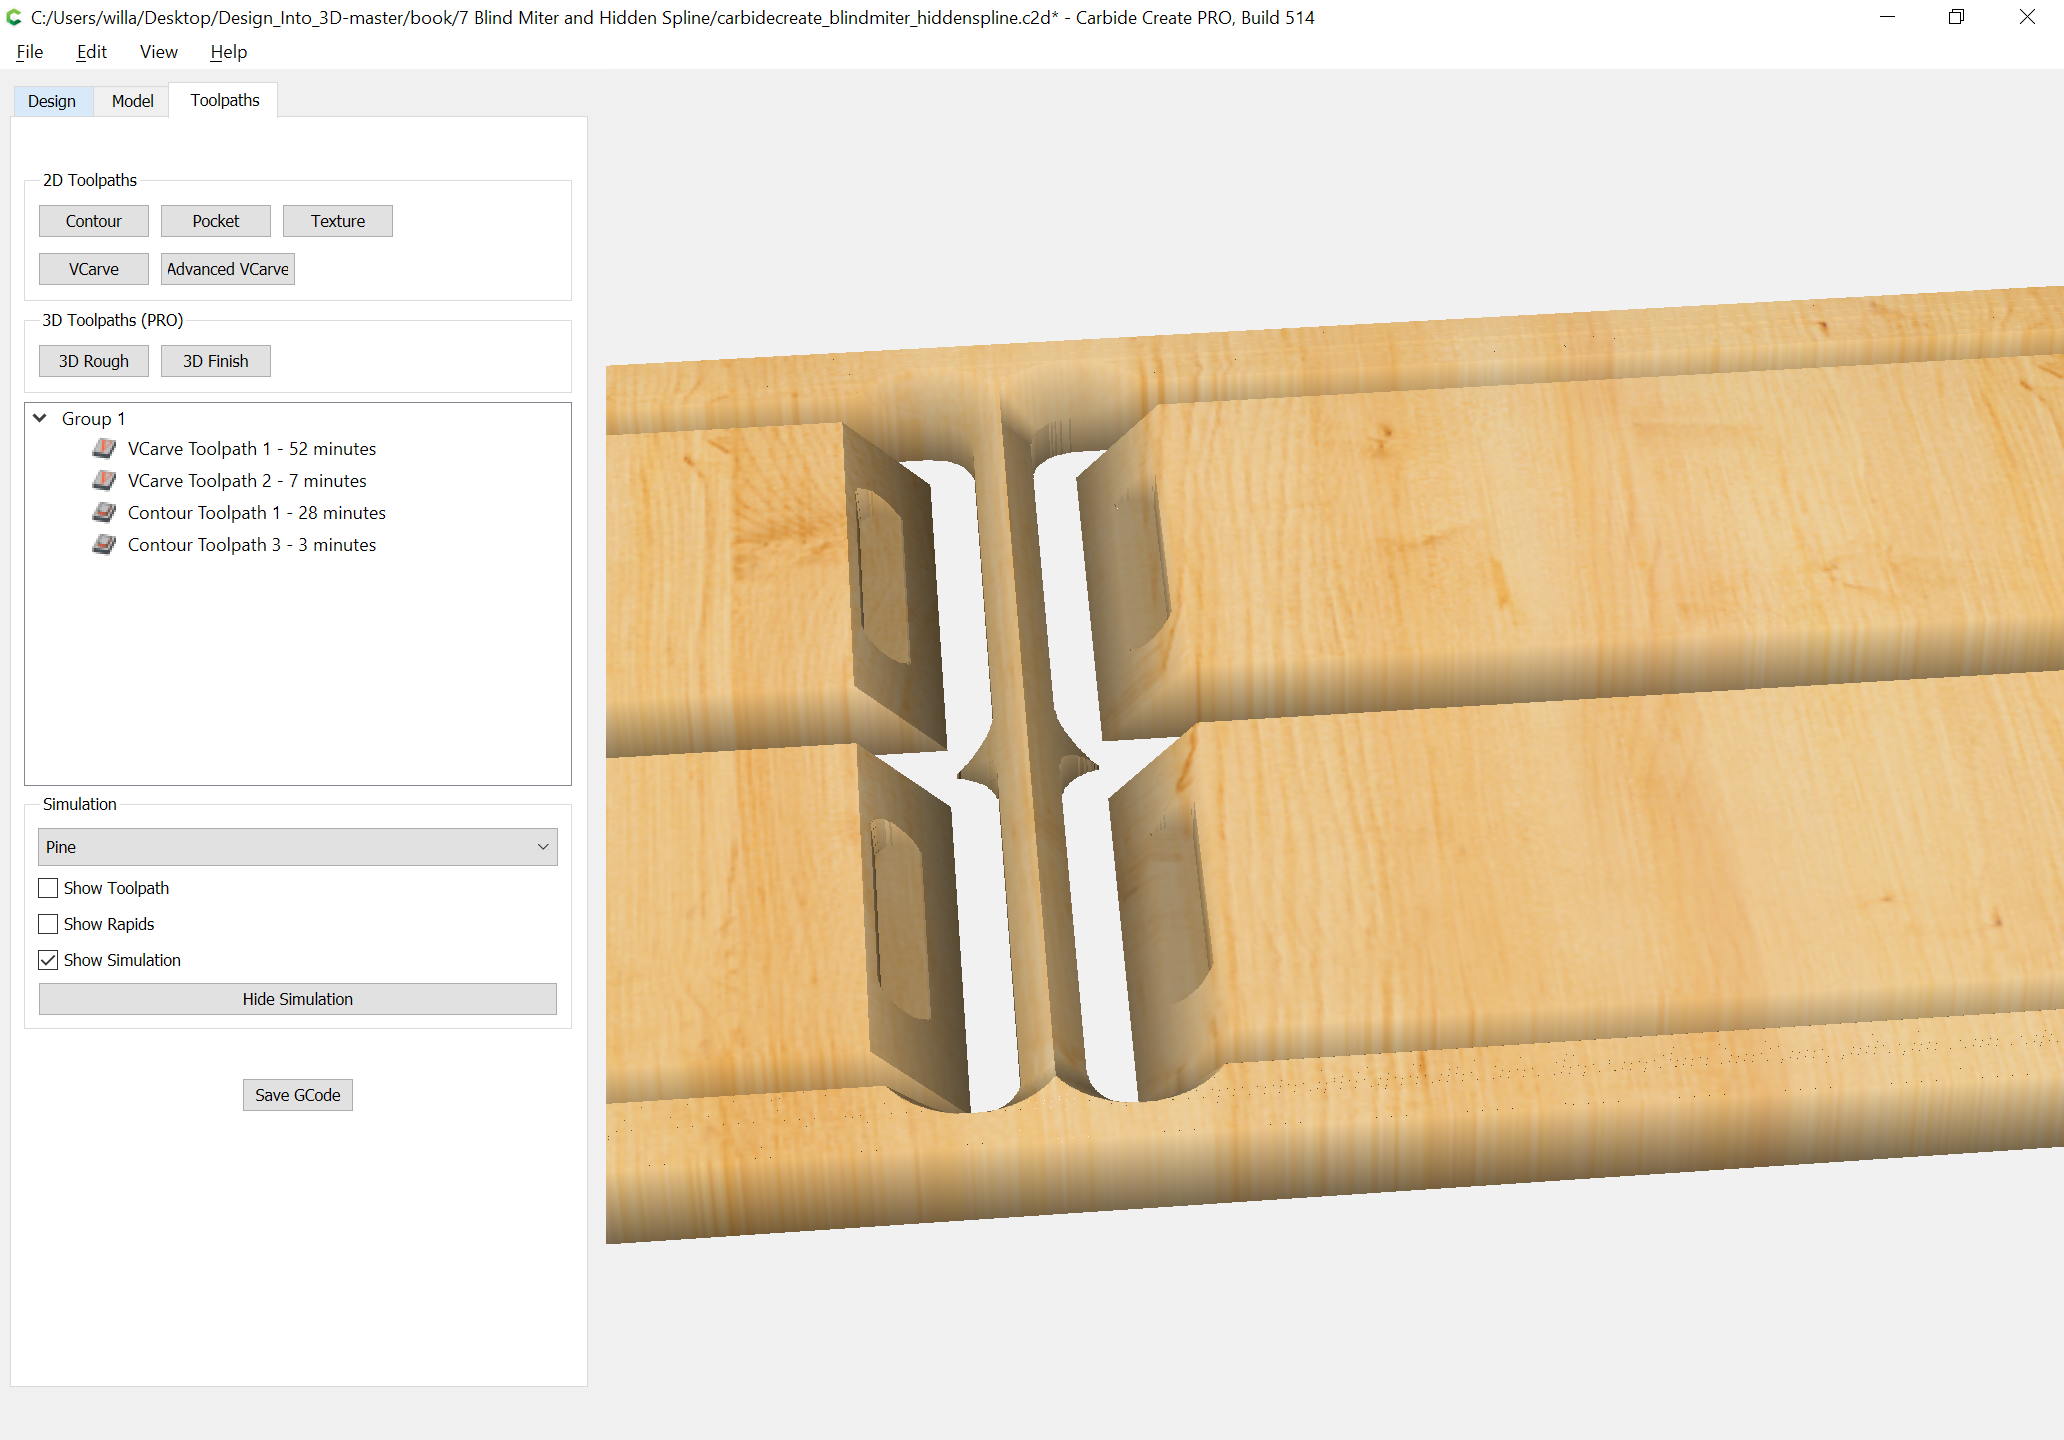 C:/Users/willa/Desktop/Design_Into_3D-master/book/7 Blind Miter and Hidden Spline/carbidecreate_blindmiter_hiddenspline.c2d* - Carbide Create PRO, Build 514
File Edit View Help
Design Model Toolpaths
2D Toolpaths
Contour Pocket Texture
VCarve Advanced VCarve
3D Toolpaths (PRO)
3D Rough 3D Finish
Group 1
VCarve Toolpath 1 - 52 minutes
VCarve Toolpath 2 - 7 minutes
Contour Toolpath 1 - 28 minutes
Contour Toolpath 3 - 3 minutes
Simulation
Pine
Show Toolpath
Show Rapids
Show Simulation
Hide Simulation
Save GCode